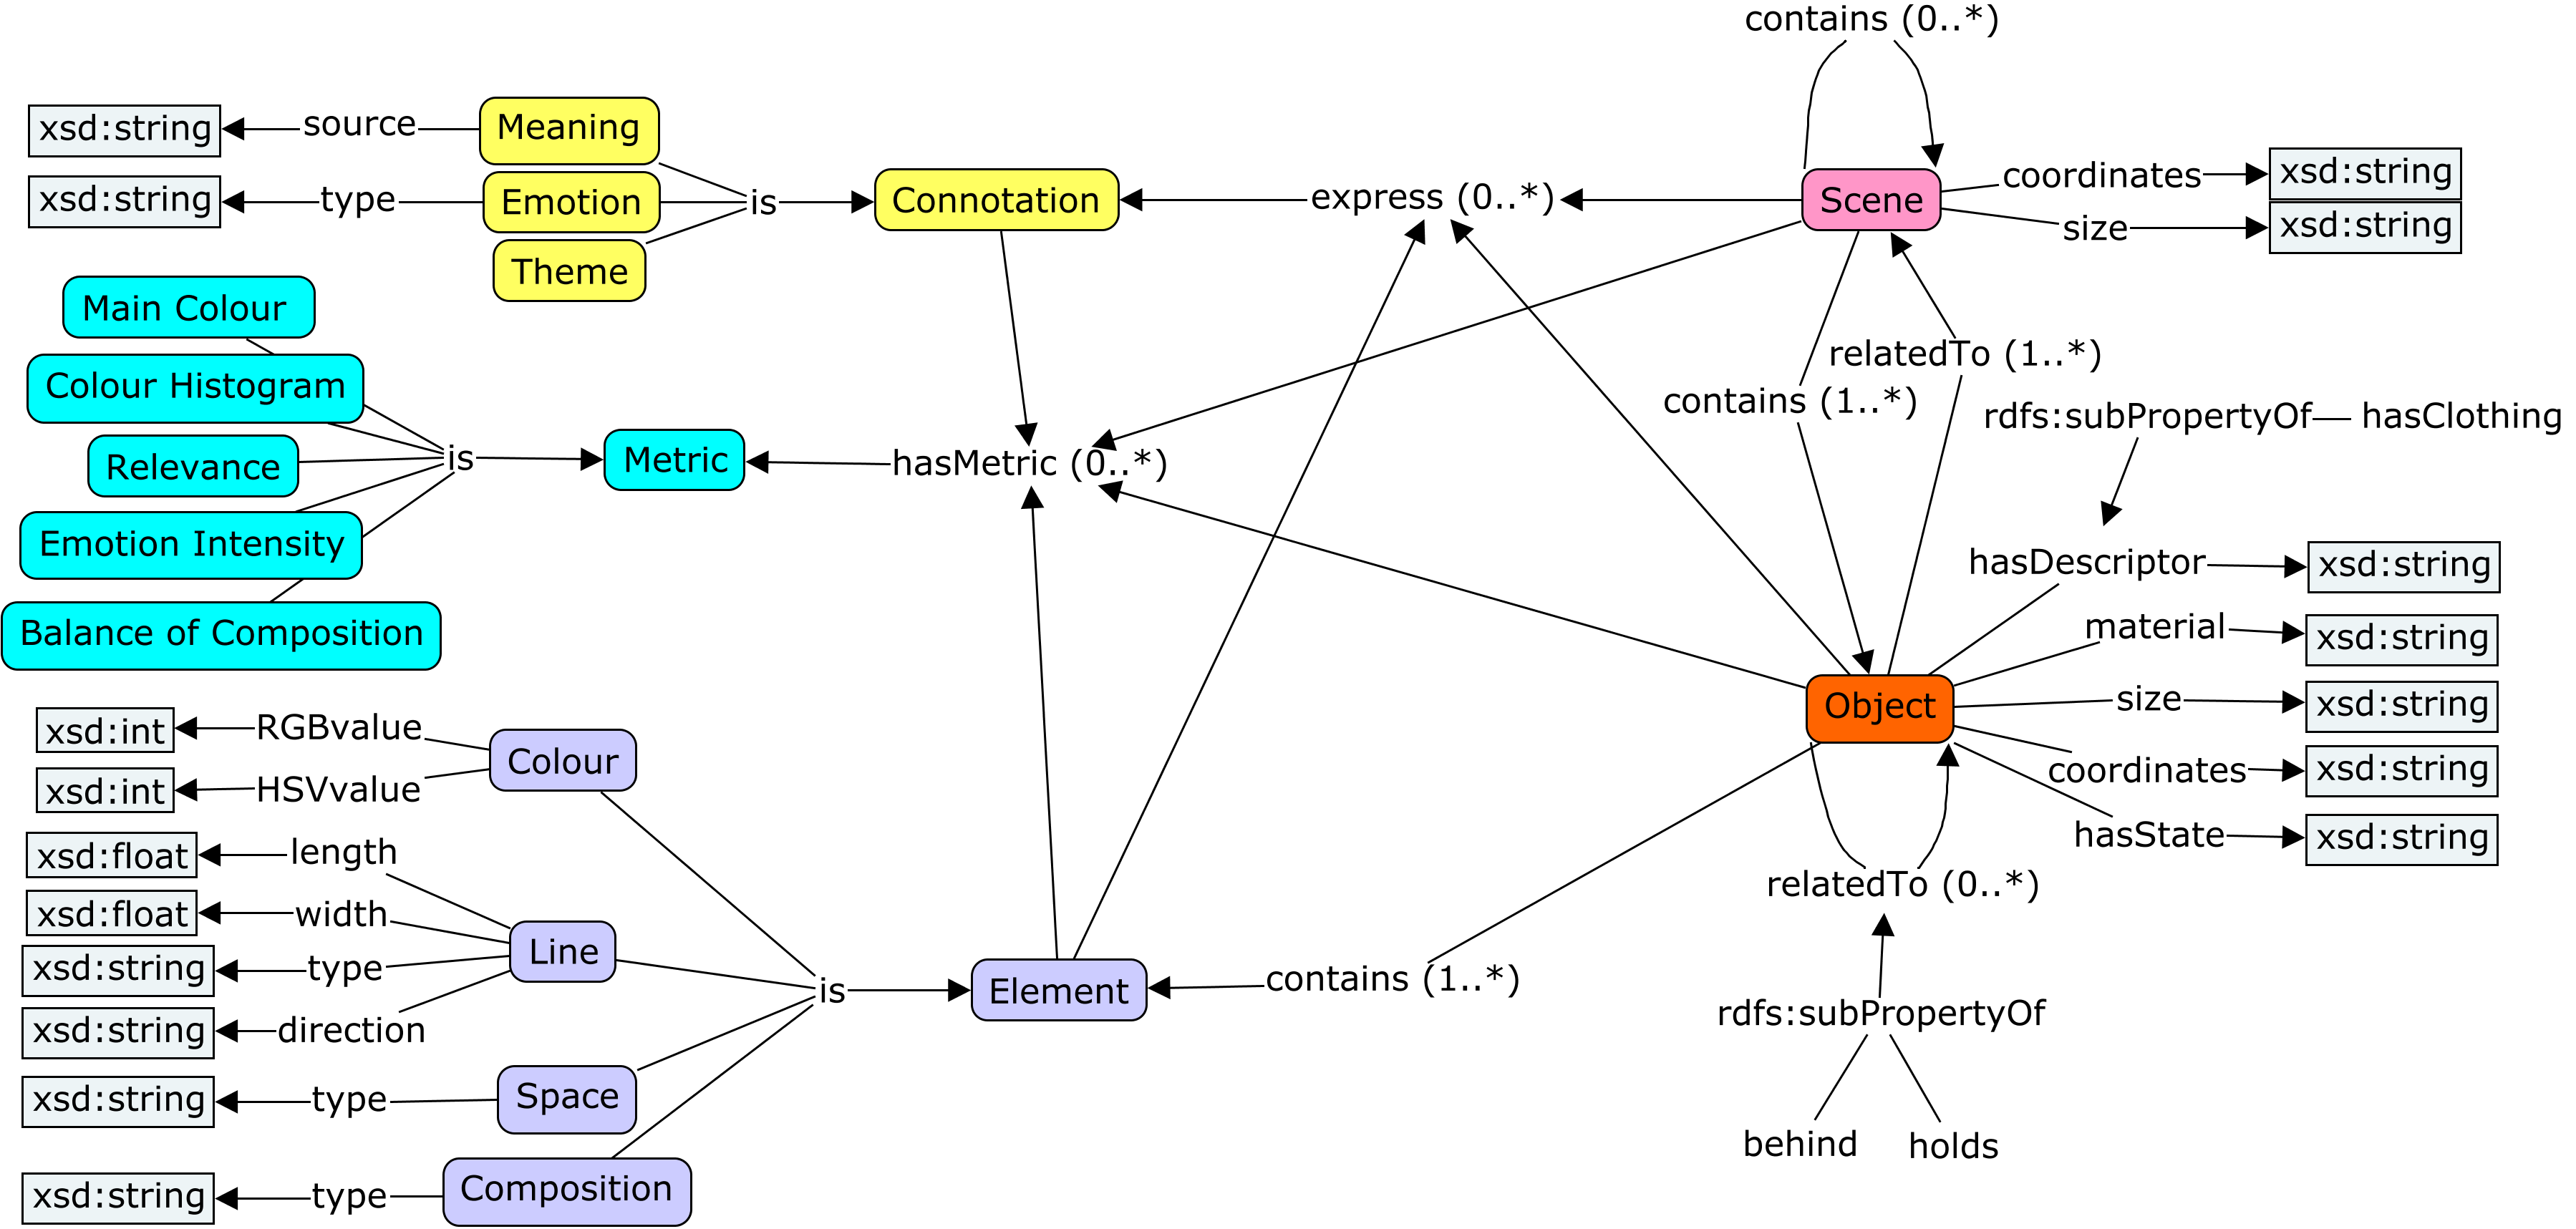 contains (0..*)
xsd:string
source
Meaning
xsd:string
type
Emotion
is
Connotation
express (0..*)
Scene
coordinates
xsd:string
size
xsd:string
Theme
Main Colour
Colour Histogram
Relevance
Emotion Intensity
Balance of Composition
is
Metric
hasMetric (0..*)
relatedTo (1..*)
contains (1..*)
rdfs:subPropertyOf
hasClothing
hasDescriptor
xsd:string
material
xsd:string
Object
size
xsd:string
coordinates
xsd:string
hasState
xsd:string
relatedTo (0..*)
rdfs:subPropertyOf
behind
holds
xsd:int
RGBvalue
Colour
xsd:int
HSVvalue
xsd:float
length
xsd:float
width
Line
xsd:string
type
xsd:string
direction
is
Element
contains (1..*)
xsd:string
type
Space
xsd:string
type
Composition